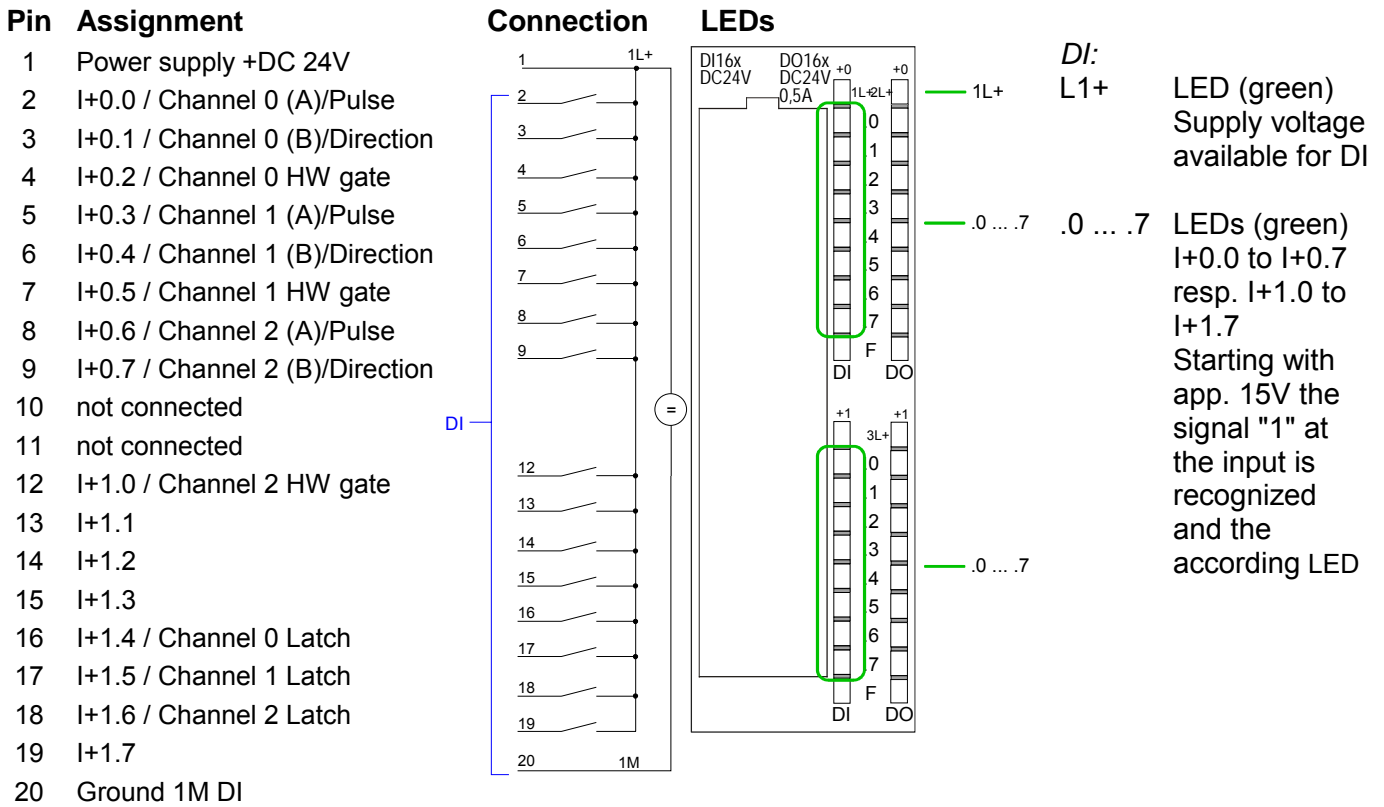 Pin Assignment Connection LEDs
1 Power supply +DC 24V
2 I+0.0 / Channel 0 (A)/Pulse
3 I+0.1 / Channel 0 (B)/Direction
4 I+0.2 / Channel 0 HW gate
5 I+0.3 / Channel 1 (A)/Pulse
6 I+0.4 / Channel 1 (B)/Direction
7 I+0.5 / Channel 1 HW gate
8 I+0.6 / Channel 2 (A)/Pulse
9 I+0.7 / Channel 2 (B)/Direction
10 not connected
11 not connected
12 I+1.0 / Channel 2 HW gate
13 I+1.1
14 I+1.2
15 I+1.3
16 I+1.4 / Channel 0 Latch
17 I+1.5 / Channel 1 Latch
18 I+1.6 / Channel 2 Latch
19 I+1.7
20 Ground 1M DI
1 1L+
2
3
4
5
6
7
8
9
DI
=
12
13
14
15
16
17
18
19
20 1M
DI16x DO16x
DC24V DC24V
0,5A
+0 +0
1L+ 2L+
.0
.1
.2
.3
.4
.5
.6
.7
F
DI DO
+1 +1
3L+
.0
.1
.2
.3
.4
.5
.6
.7
F
DI DO
1L+
.0 ... .7
.0 ... .7
DI:
L1+ LED (green)
Supply voltage
available for DI
.0 ... .7 LEDs (green)
I+0.0 to I+0.7
resp. I+1.0 to
I+1.7
Starting with
app. 15V the
signal "1" at
the input is
recognized
and the
according LED